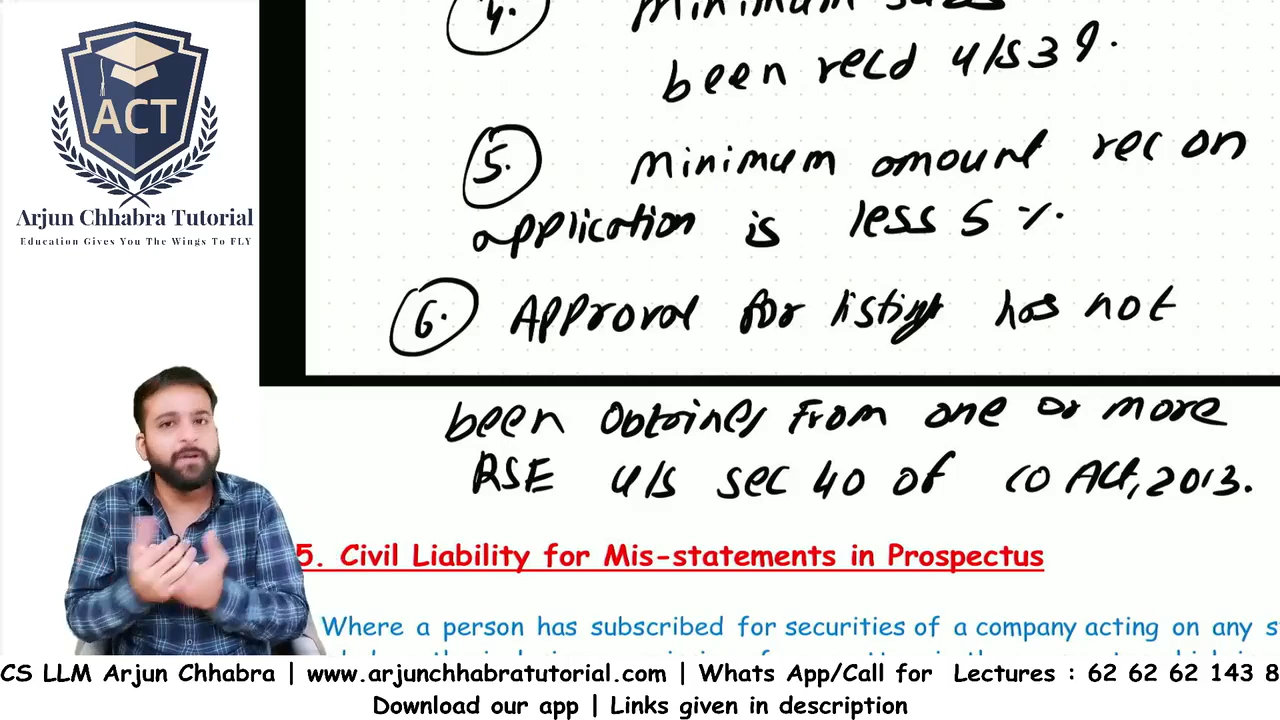 4. minimum
been recd u/s 39.
5. minimum amount rec on
application is less 5 %.
6. Approval for listing has not
been obtained from one or more
RSE u/s sec 40 of co Act, 2013.
5. Civil Liability for Mis-statements in Prospectus
Where a person has subscribed for securities of a company acting on any s
ACT
Arjun Chhabra Tutorial
Education Gives You The Wings To FLY
CS LLM Arjun Chhabra | www.arjunchhabratutorial.com | Whats App/Call for Lectures : 62 62 62 143 8
Download our app | Links given in description